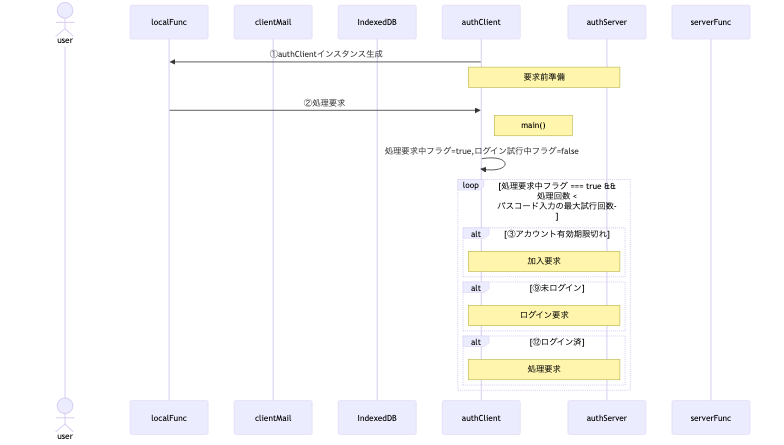 user
localFunc
clientMail
IndexedDB
authClient
authServer
serverFunc
①authClientインスタンス生成
要求前準備
②処理要求
main()
処理要求中フラグ=true,ログイン試行中フラグ=false
loop
[処理要求中フラグ === true &&
処理回数 <
パスコード入力の最大試行回数-
]
alt
[③アカウント有効期限切れ]
加入要求
alt
[⑨未ログイン]
ログイン要求
alt
[⑫ログイン済]
処理要求
user
localFunc
clientMail
IndexedDB
authClient
authServer
serverFunc